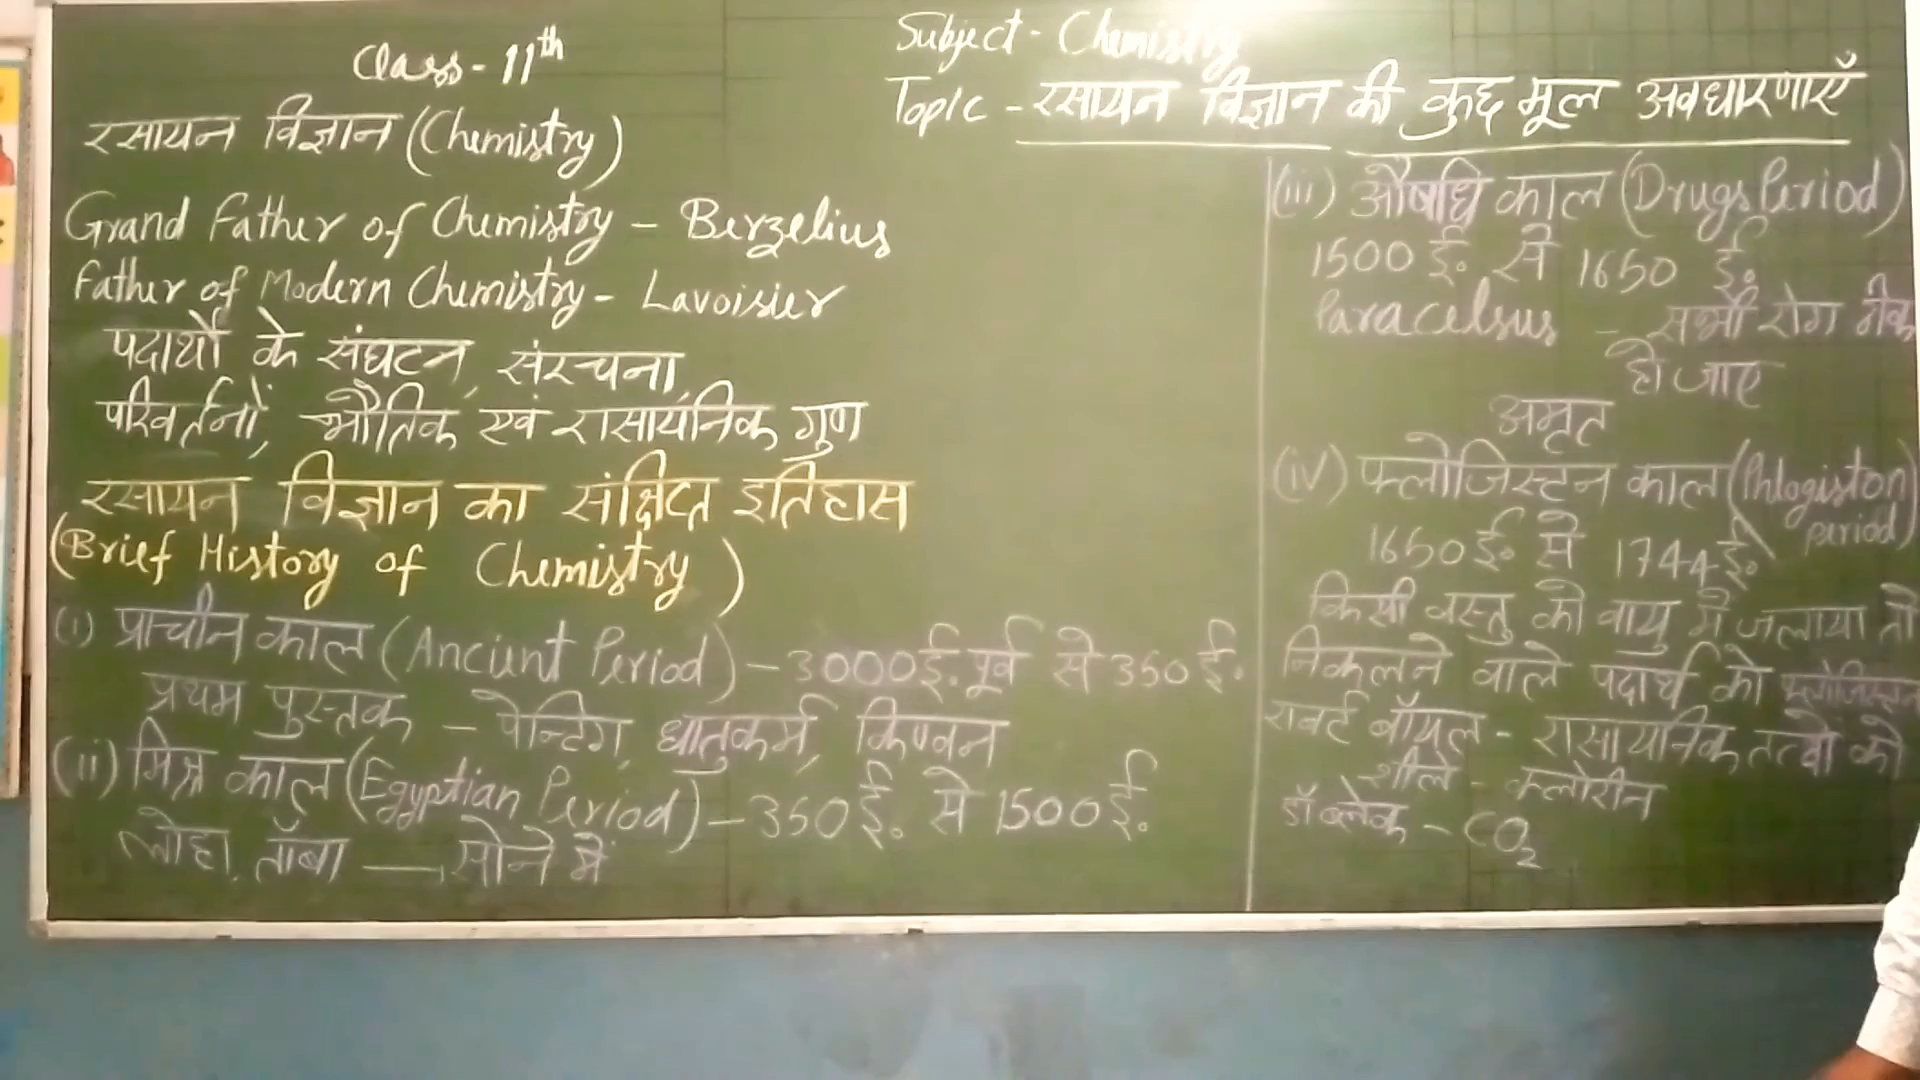 Class - 11th
Subject - Chemistry
Topic - रसायन विज्ञान की कुछ मूल अवधारणाएँ
रसायन विज्ञान (Chemistry)
Grand Father of Chemistry - Berzelius
Father of Modern Chemistry - Lavoisier
पदार्थों के संघटन, संरचना,
परिवर्तनों, भौतिक एवं रासायनिक गुण
रसायन विज्ञान का संक्षिप्त इतिहास
(Brief History of Chemistry)
(i) प्राचीन काल (Ancient Period) - 3000 ई. पूर्व से 350 ई.
प्रथम पुस्तक - पेन्टिंग, धातुकर्म, किण्वन
(ii) मिस्र काल (Egyptian Period) - 350 ई. से 1500 ई.
लोहा, ताँबा → सोने में
(iii) औषधि काल (Drugs Period)
1500 ई. से 1650 ई.
Paracelsus - सभी रोग ठीक
हो जाए
अमृत
(iv) फ्लोजिस्टन काल (Phlogiston
period)
1650 ई. से 1744 ई.
किसी वस्तु को वायु में जलाया तो
निकलने वाले पदार्थ को फ्लोजिस्टन
राबर्ट बॉयल - रासायनिक तत्वों को
शीले - क्लोरीन
डॉ ब्लेक - CO2